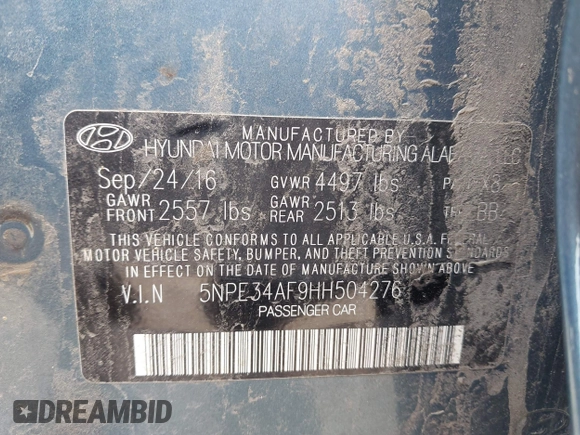 MANUFACTURED BY
HYUNDAI MOTOR MANUFACTURING
Sep/24/16 GVWR 4497 lbs
GAWR FRONT 2557 lbs GAWR REAR 2513 lbs
THIS VEHICLE CONFORMS TO ALL APPLICABLE U.S.A. FEDERAL
MOTOR VEHICLE SAFETY, BUMPER, AND THEFT PREVENTION STANDARDS
IN EFFECT ON THE DATE OF MANUFACTURE SHOWN ABOVE
V.I.N 5NPE34AF9HH504276
PASSENGER CAR
DREAMBID